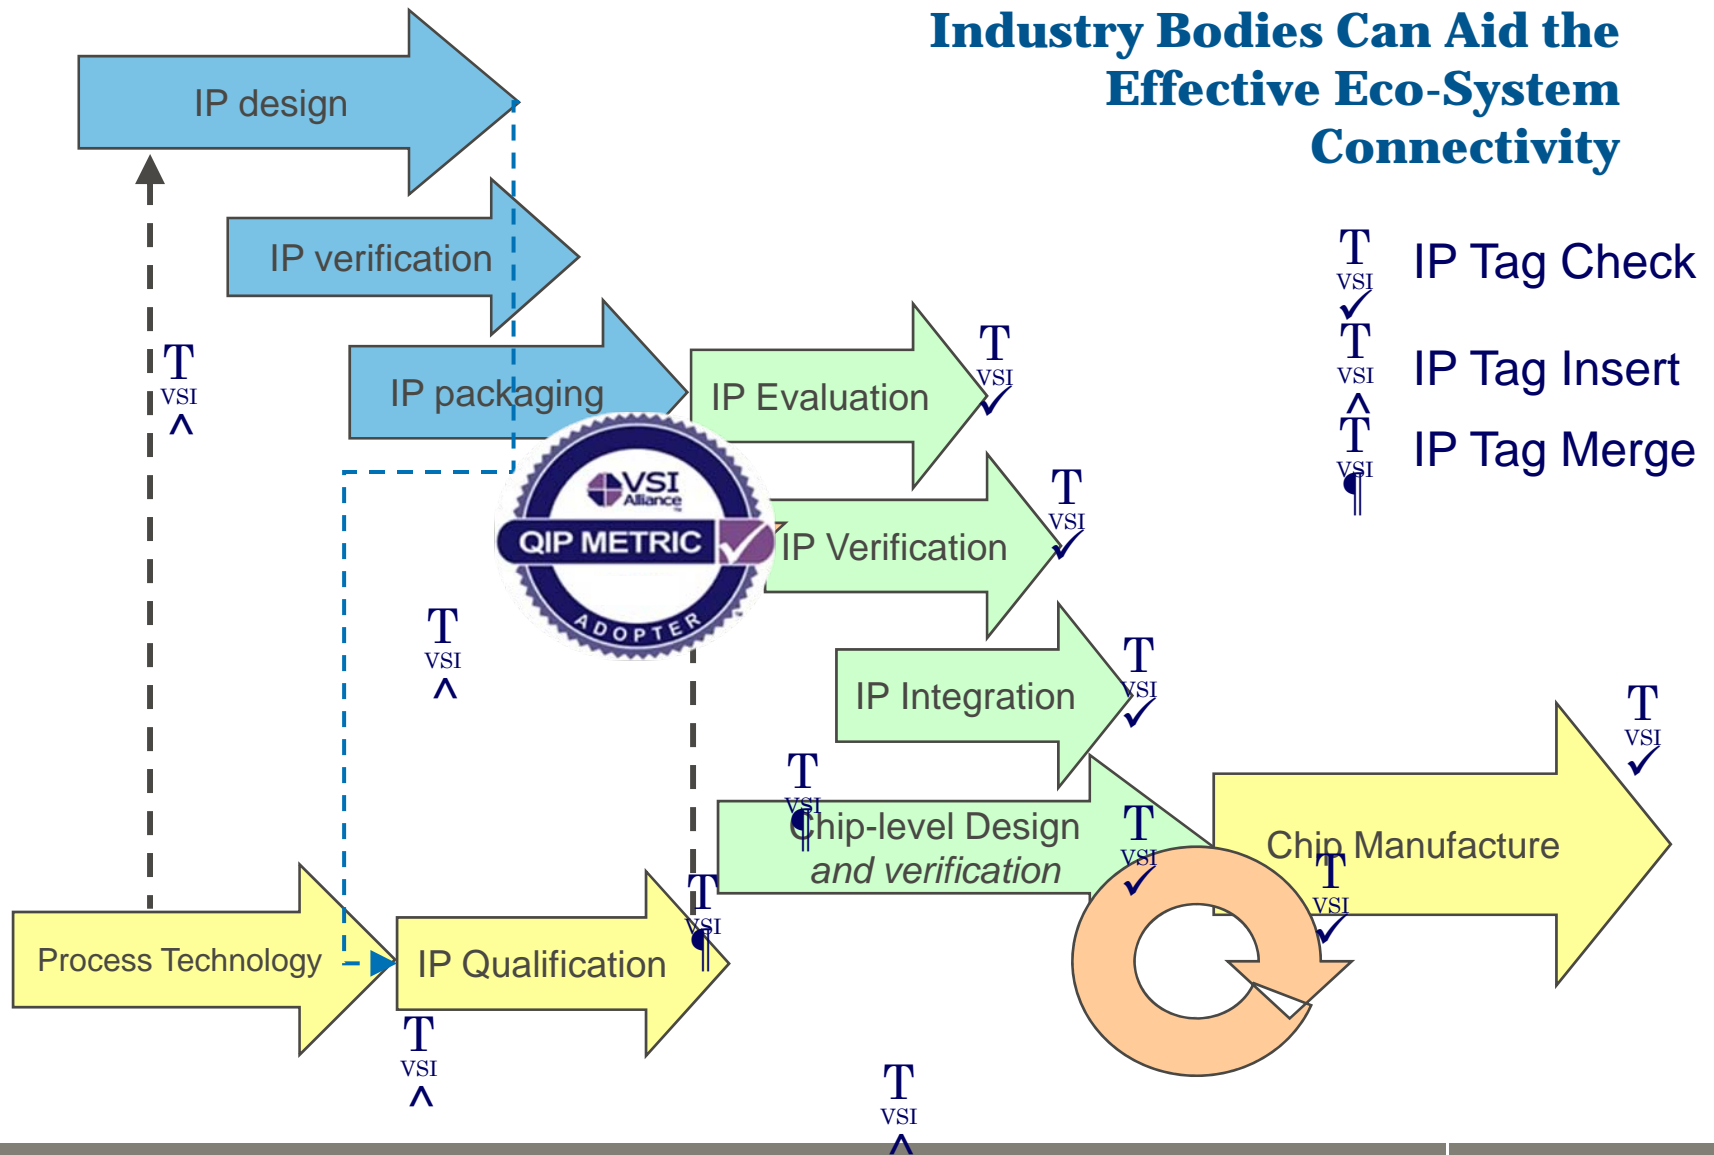 Industry Bodies Can Aid the
Effective Eco-System
Connectivity
IP design
IP verification
IP packaging
IP Evaluation
T
VSI
✓
T
VSI
✓
IP Tag Check
T
VSI
^
IP Tag Insert
T
VSI
¶
IP Tag Merge
T
VSI
^
VSI
Alliance
QIP METRIC
ADOPTER
IP Verification
T
VSI
✓
T
VSI
^
IP Integration
T
VSI
✓
T
VSI
¶
Chip-level Design
and verification
T
VSI
✓
Chip Manufacture
T
VSI
✓
T
VSI
✓
Process Technology
IP Qualification
T
VSI
¶
T
VSI
^
T
VSI
^